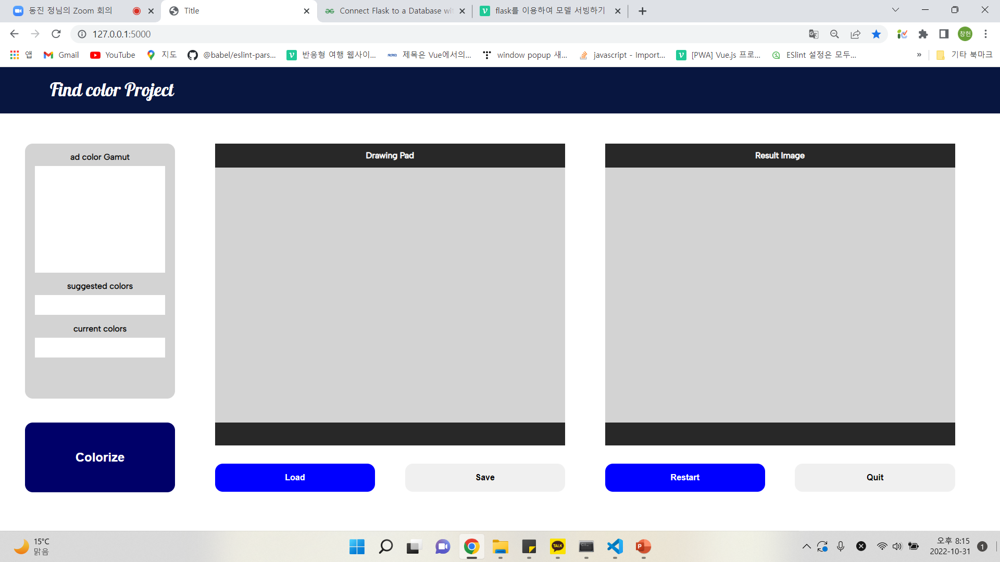 동진 정님의 Zoom 회의
Title
Connect Flask to a Database wit
flask를 이용하여 모델 서빙하기
127.0.0.1:5000
창헌
앱
Gmail
YouTube
지도
@babel/eslint-pars...
반응형 여행 웹사이...
제목은 Vue에서의...
window popup 새...
javascript - Import...
[PWA] Vue.js 프로...
ESlint 설정은 모두...
»
기타 북마크
Find color Project
ad color Gamut
suggested colors
current colors
Colorize
Drawing Pad
Load
Save
Result Image
Restart
Quit
15°C
맑음
TALK
오후 8:15
2022-10-31
1